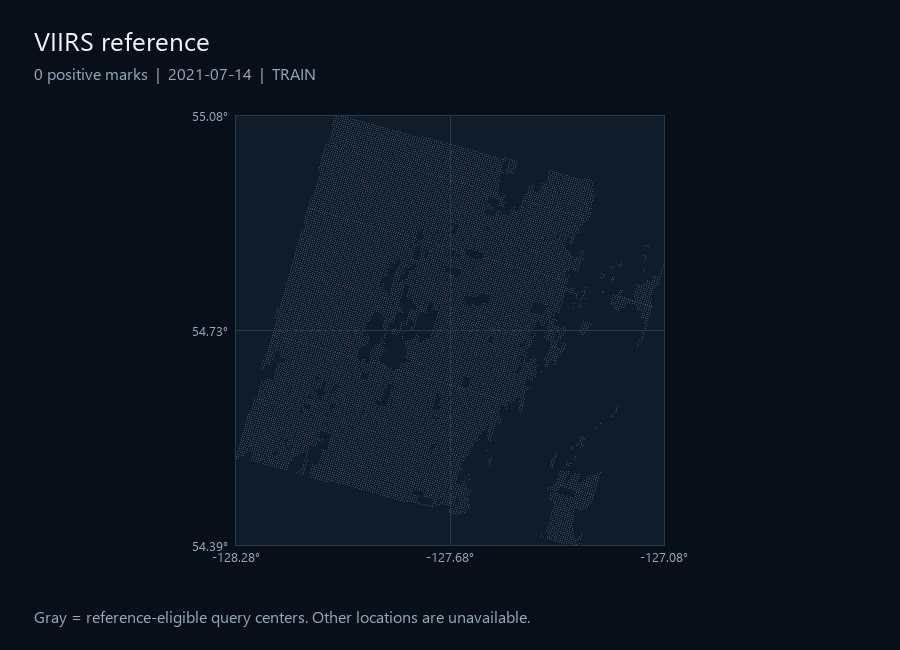 VIIRS reference
0 positive marks | 2021-07-14 | TRAIN
55.08°
54.73°
54.39°
-128.28°
-127.68°
-127.08°
Gray = reference-eligible query centers. Other locations are unavailable.